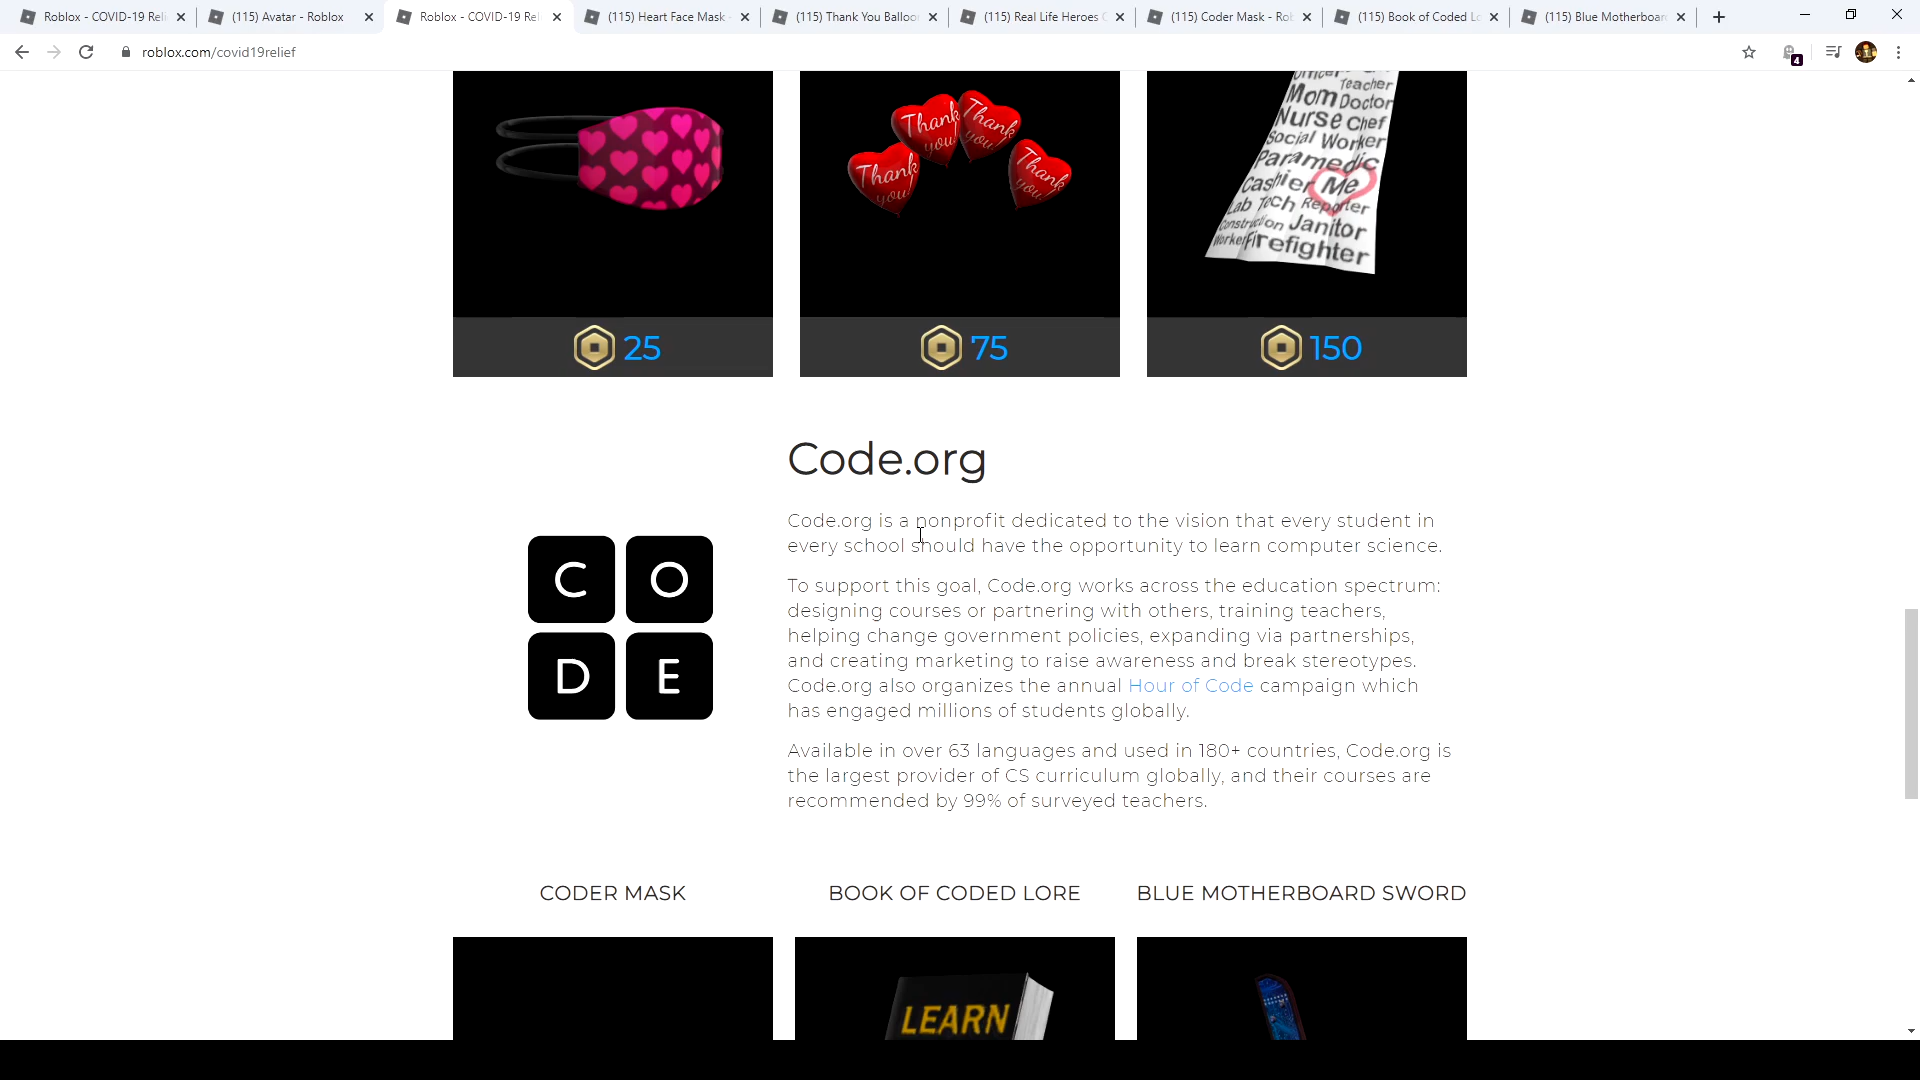 Roblox - COVID-19 Reli
(115) Avatar - Roblox
Roblox - COVID-19 Rel
(115) Heart Face Mask -
(115) Thank You Balloo
(115) Real Life Heroes C
(115) Coder Mask - Rob
(115) Book of Coded Lo
(115) Blue Motherboard
roblox.com/covid19relief
4
Thank you!
Thank you!
Thank you!
Thank you!
Officer Teacher
Mom Doctor
Nurse Chef
Social Worker
Paramedic
Cashier Me
Lab Tech Reporter
Construction Janitor
Worker Firefighter
25
75
150
Code.org
Code.org is a nonprofit dedicated to the vision that every student in
every school should have the opportunity to learn computer science.
C O
D E
To support this goal, Code.org works across the education spectrum:
designing courses or partnering with others, training teachers,
helping change government policies, expanding via partnerships,
and creating marketing to raise awareness and break stereotypes.
Code.org also organizes the annual Hour of Code campaign which
has engaged millions of students globally.
Available in over 63 languages and used in 180+ countries, Code.org is
the largest provider of CS curriculum globally, and their courses are
recommended by 99% of surveyed teachers.
CODER MASK
BOOK OF CODED LORE
BLUE MOTHERBOARD SWORD
LEARN